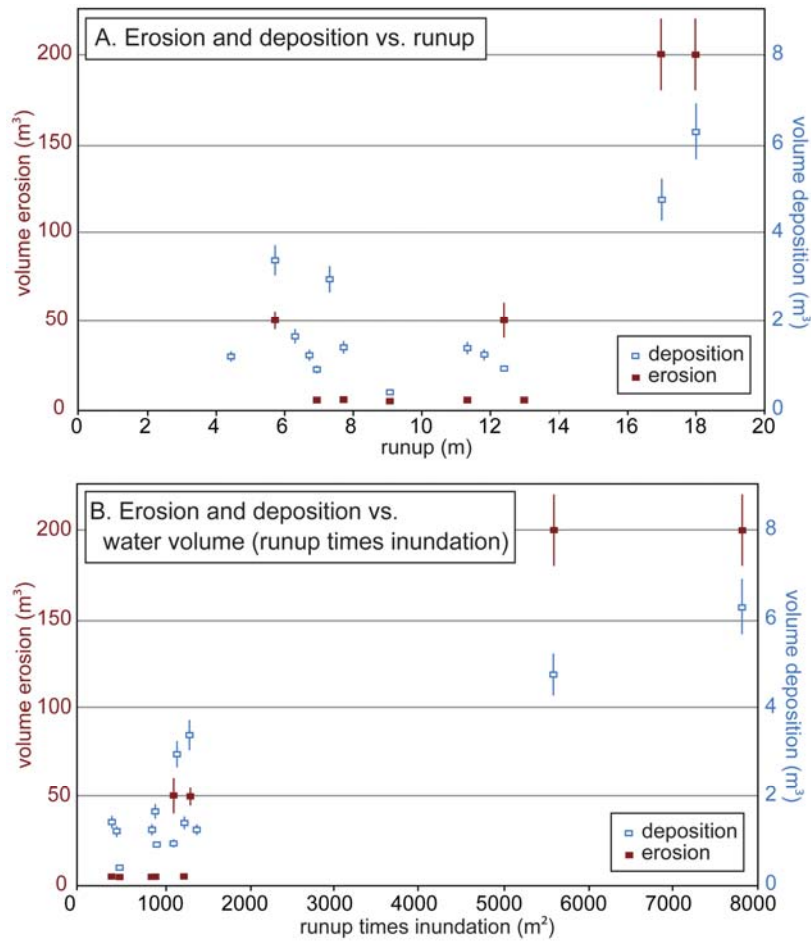 A. Erosion and deposition vs. runup
200
150
100
50
0
volume erosion (m³)
8
6
4
2
0
volume deposition (m³)
deposition
erosion
0 2 4 6 8 10 12 14 16 18 20
runup (m)
B. Erosion and deposition vs.
water volume (runup times inundation)
200
150
100
50
0
volume erosion (m³)
8
6
4
2
0
volume deposition (m³)
deposition
erosion
0 1000 2000 3000 4000 5000 6000 7000 8000
runup times inundation (m²)